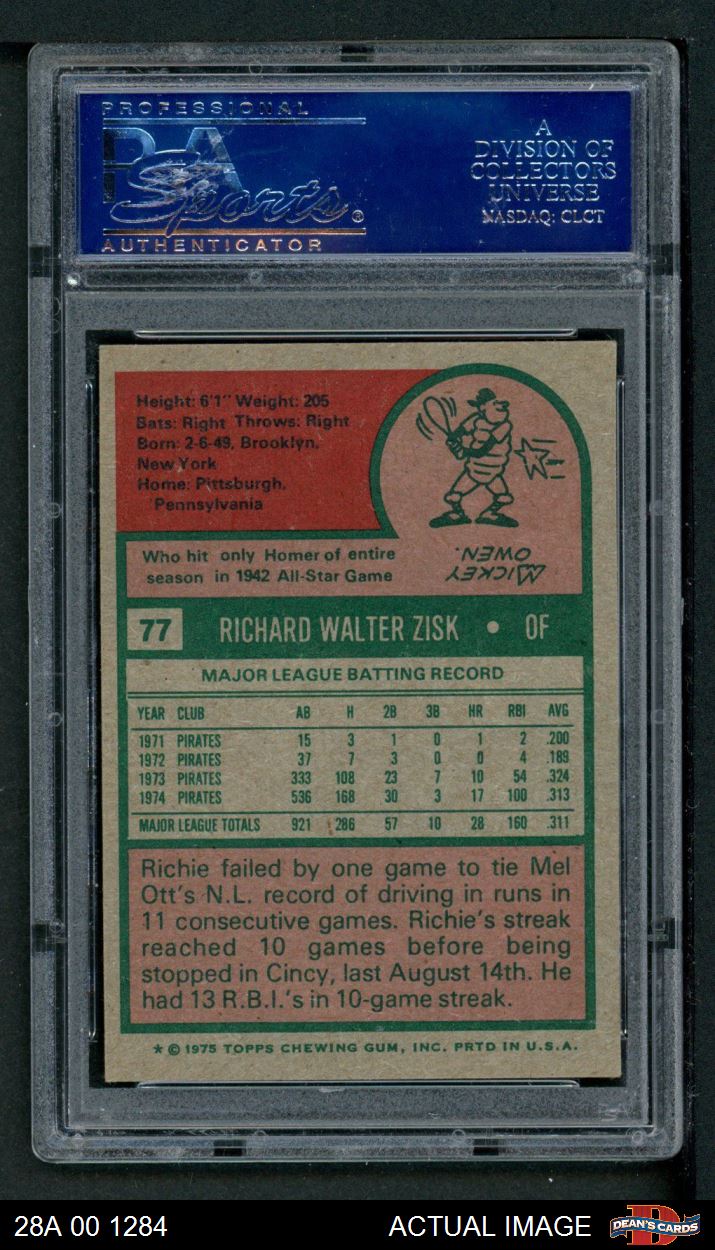 PROFESSIONAL
PSA
Sports®
AUTHENTICATOR
A
DIVISION OF
COLLECTORS
UNIVERSE
NASDAQ: CLCT
Height: 6'1" Weight: 205
Bats: Right Throws: Right
Born: 2-6-49, Brooklyn,
New York
Home: Pittsburgh,
Pennsylvania
Who hit only Homer of entire
season in 1942 All-Star Game
MICKEY
OWEN.
77 RICHARD WALTER ZISK • OF
MAJOR LEAGUE BATTING RECORD
YEAR CLUB AB H 2B 3B HR RBI AVG
1971 PIRATES 15 3 1 0 1 2 .200
1972 PIRATES 37 7 3 0 0 4 .189
1973 PIRATES 333 108 23 7 10 54 .324
1974 PIRATES 536 168 30 3 17 100 .313
MAJOR LEAGUE TOTALS 921 286 57 10 28 160 .311
Richie failed by one game to tie Mel
Ott's N.L. record of driving in runs in
11 consecutive games. Richie's streak
reached 10 games before being
stopped in Cincy, last August 14th. He
had 13 R.B.I.'s in 10-game streak.
* © 1975 TOPPS CHEWING GUM, INC. PRTD IN U.S.A.
28A 00 1284 ACTUAL IMAGE DEAN'S CARDS